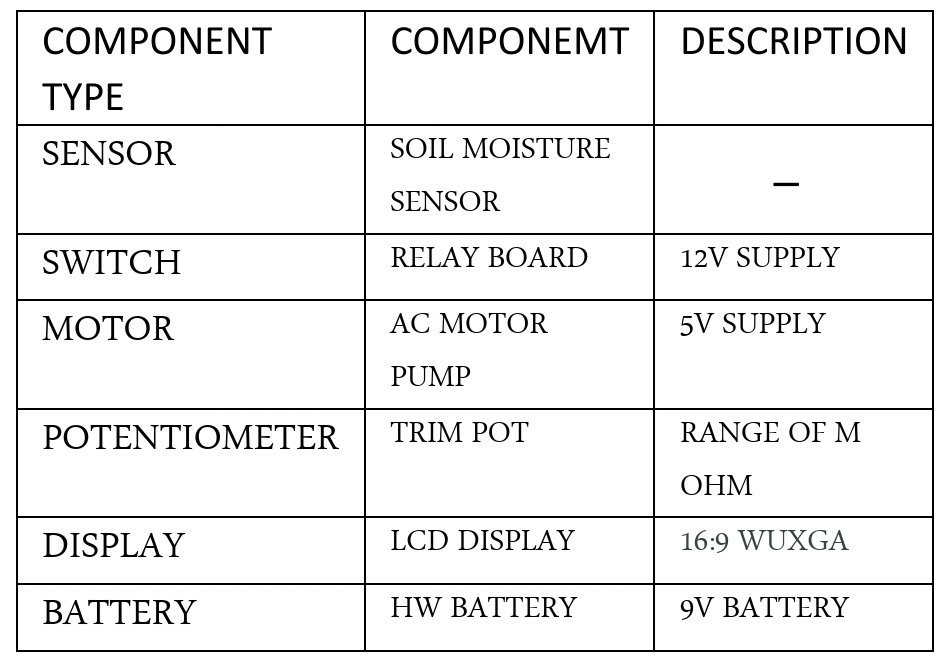 COMPONENT TYPE COMPONEMT DESCRIPTION
SENSOR SOIL MOISTURE SENSOR –
SWITCH RELAY BOARD 12V SUPPLY
MOTOR AC MOTOR PUMP 5V SUPPLY
POTENTIOMETER TRIM POT RANGE OF M OHM
DISPLAY LCD DISPLAY 16:9 WUXGA
BATTERY HW BATTERY 9V BATTERY